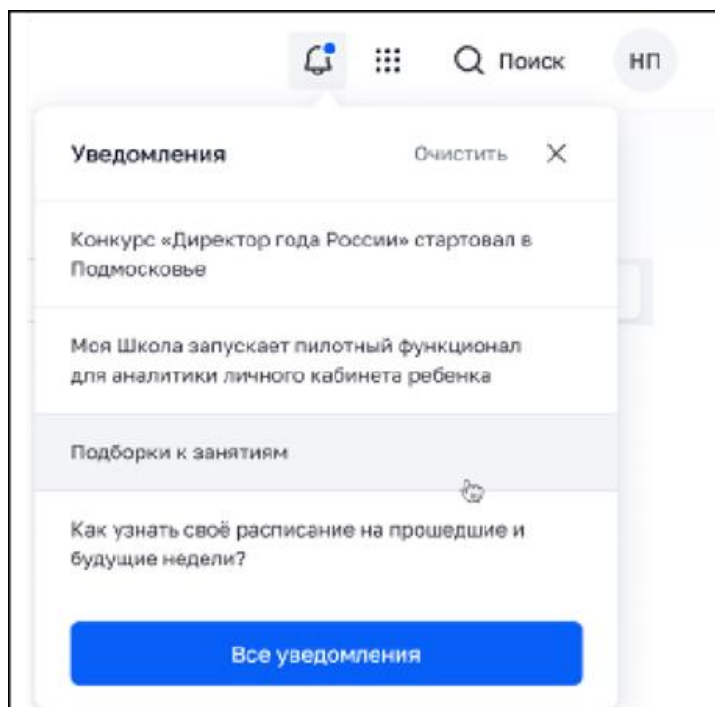 Поиск
НП
Уведомления
Очистить
Конкурс «Директор года России» стартовал в
Подмосковье
Моя Школа запускает пилотный функционал
для аналитики личного кабинета ребенка
Подборки к занятиям
Как узнать своё расписание на прошедшие и
будущие недели?
Все уведомления